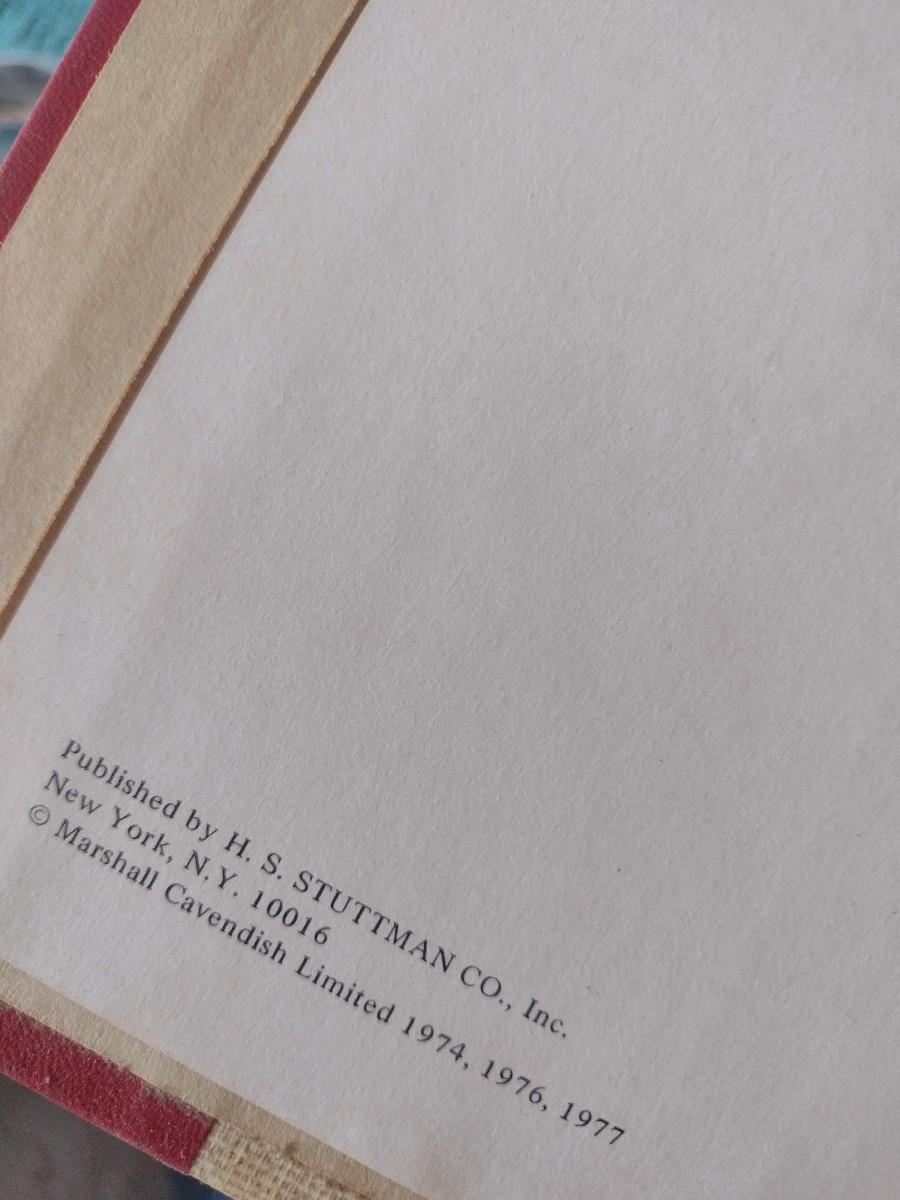 Published by H. S. STUTTMAN CO., Inc.
New York, N.Y. 10016
© Marshall Cavendish Limited 1974, 1976, 1977